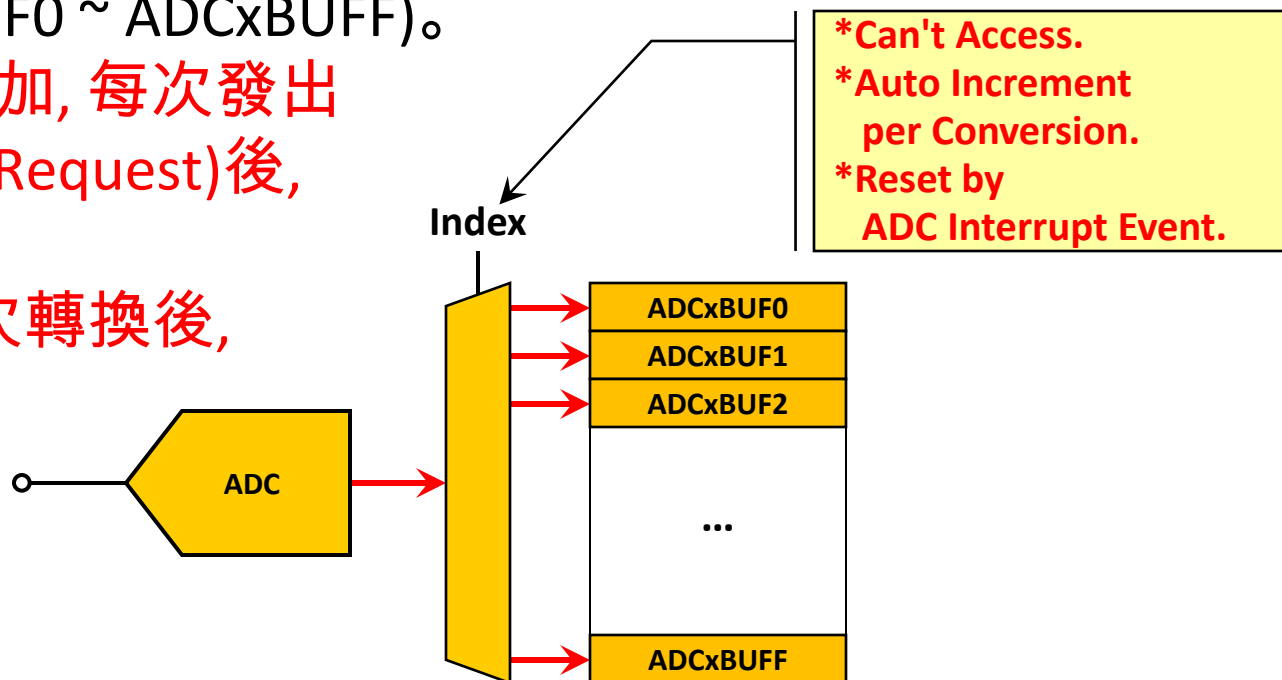 F0 ~ ADCxBUFF)。
加, 每次發出
Request)後,
次轉換後,
*Can't Access.
*Auto Increment
per Conversion.
*Reset by
ADC Interrupt Event.
Index
ADCxBUF0
ADCxBUF1
ADCxBUF2
ADC
...
ADCxBUFF